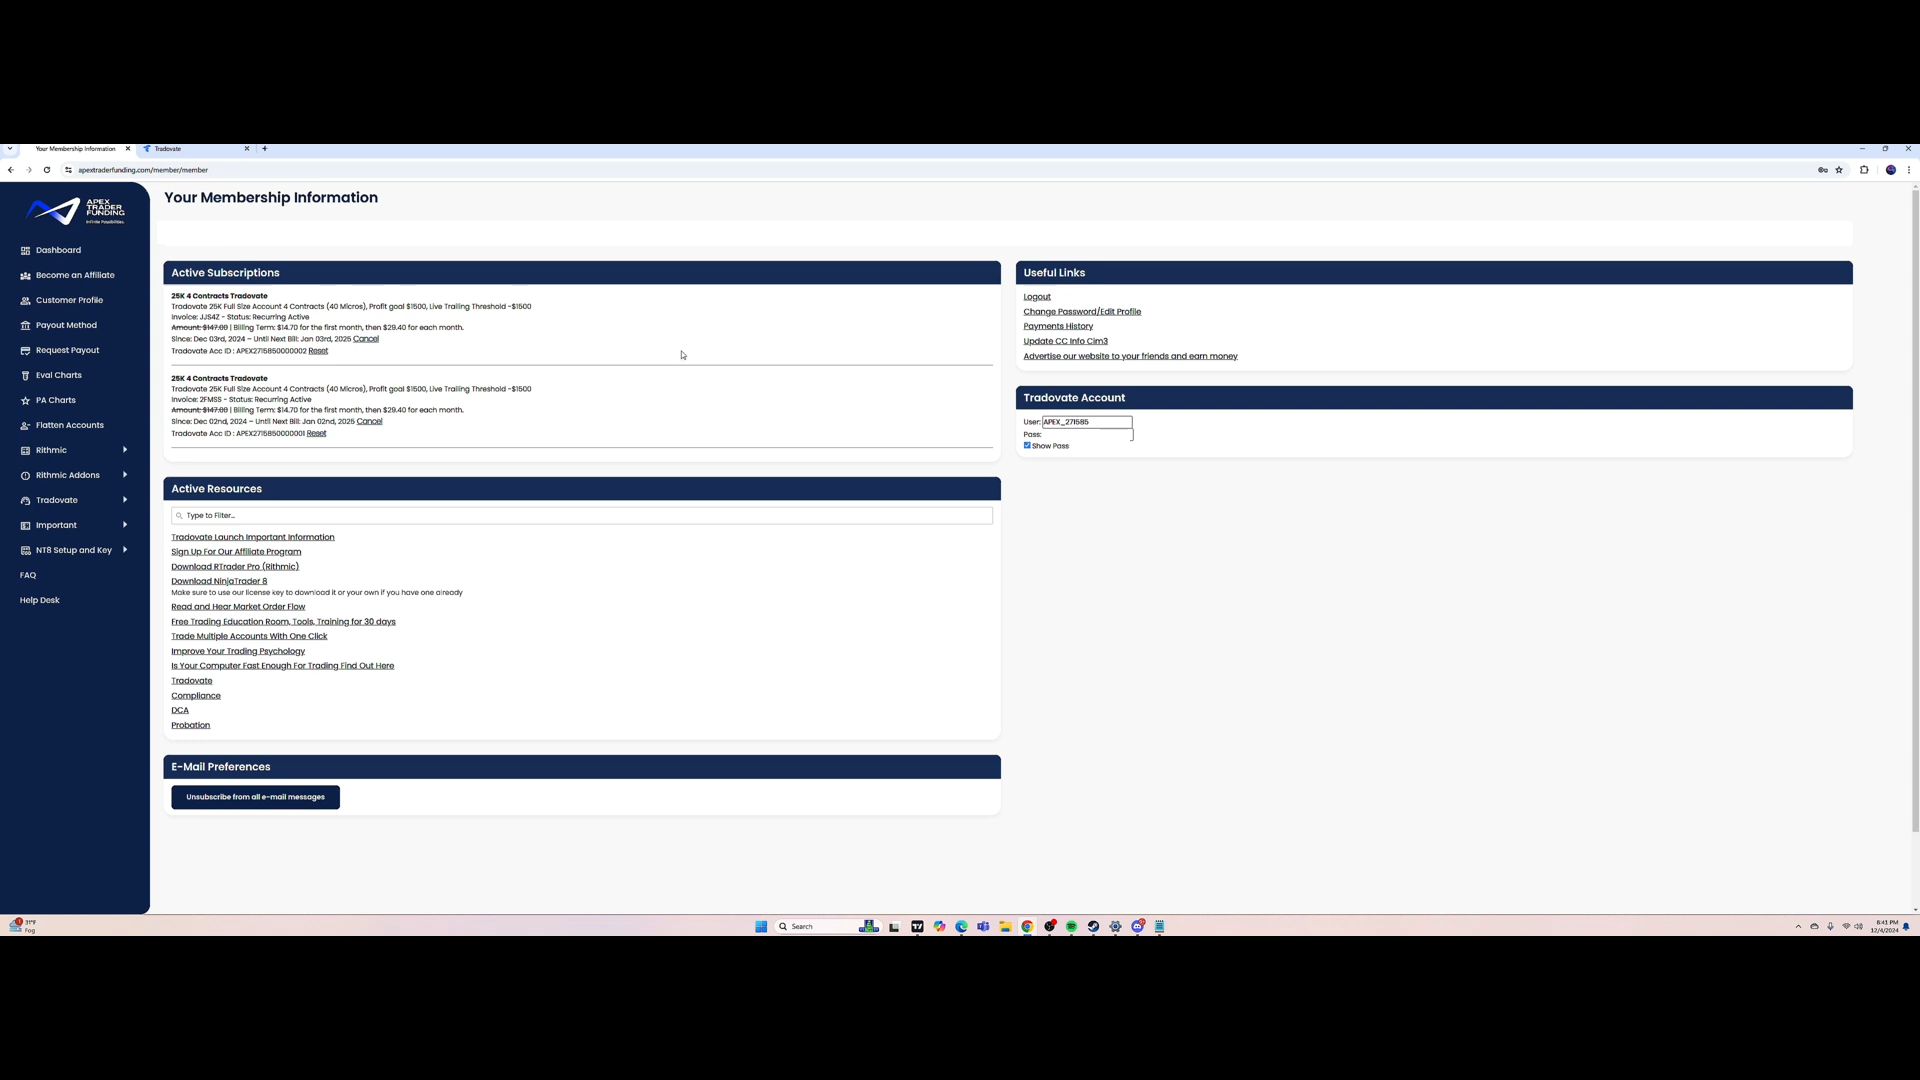 Your Membership Information
Tradovate
apextraderfunding.com/member/member
APEX
TRADER
FUNDING
Infinite Possibilities.
Dashboard
Become an Affiliate
Customer Profile
Payout Method
Request Payout
Eval Charts
PA Charts
Flatten Accounts
Rithmic
Rithmic Addons
Tradovate
Important
NT8 Setup and Key
FAQ
Help Desk
Your Membership Information
Active Subscriptions
25K 4 Contracts Tradovate
Tradovate 25K Full Size Account 4 Contracts (40 Micros), Profit goal $1500, Live Trailing Threshold -$1500
Invoice: JJS4Z - Status: Recurring Active
Amount: $147.00 | Billing Term: $14.70 for the first month, then $29.40 for each month.
Since: Dec 03rd, 2024 – Until Next Bill: Jan 03rd, 2025 Cancel
Tradovate Acc ID : APEX2715850000002 Reset
25K 4 Contracts Tradovate
Tradovate 25K Full Size Account 4 Contracts (40 Micros), Profit goal $1500, Live Trailing Threshold -$1500
Invoice: 2FMSS - Status: Recurring Active
Amount: $147.00 | Billing Term: $14.70 for the first month, then $29.40 for each month.
Since: Dec 02nd, 2024 – Until Next Bill: Jan 02nd, 2025 Cancel
Tradovate Acc ID : APEX2715850000001 Reset
Active Resources
Type to Filter...
Tradovate Launch Important Information
Sign Up For Our Affiliate Program
Download RTrader Pro (Rithmic)
Download NinjaTrader 8
Make sure to use our license key to download it or your own if you have one already
Read and Hear Market Order Flow
Free Trading Education Room, Tools, Training for 30 days
Trade Multiple Accounts With One Click
Improve Your Trading Psychology
Is Your Computer Fast Enough For Trading Find Out Here
Tradovate
Compliance
DCA
Probation
E-Mail Preferences
Unsubscribe from all e-mail messages
Useful Links
Logout
Change Password/Edit Profile
Payments History
Update CC Info Cim3
Advertise our website to your friends and earn money
Tradovate Account
User: APEX_271585
Pass:
Show Pass
31°F
Fog
Search
8:41 PM
12/4/2024